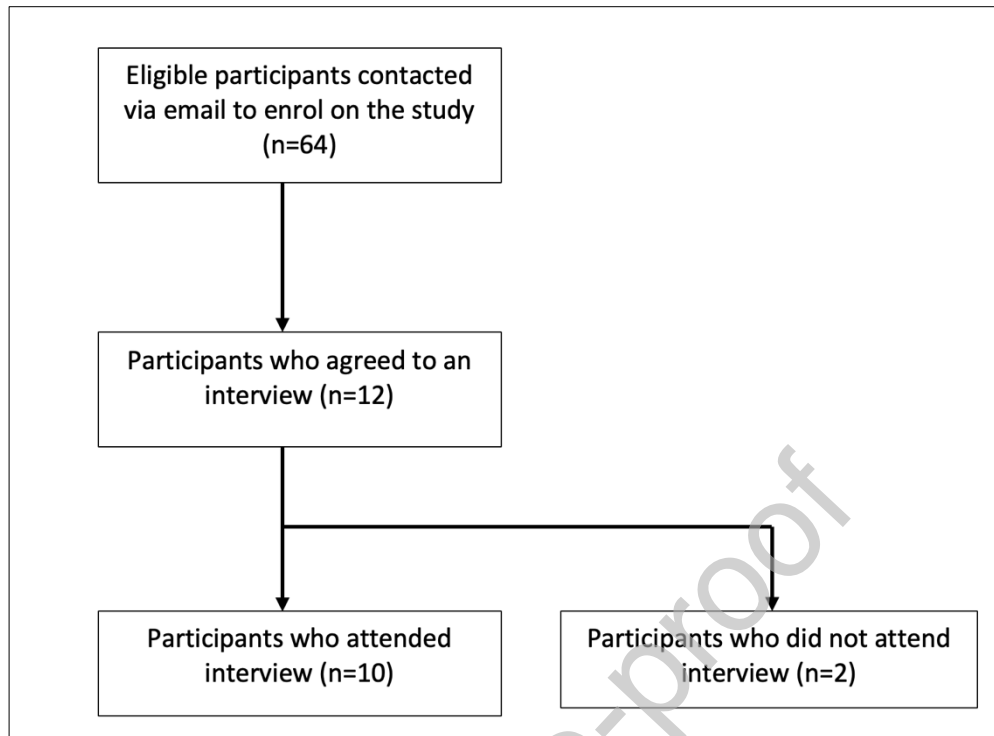 Eligible participants contacted
via email to enrol on the study
(n=64)
Participants who agreed to an
interview (n=12)
Participants who attended
interview (n=10)
Participants who did not attend
interview (n=2)
-proof